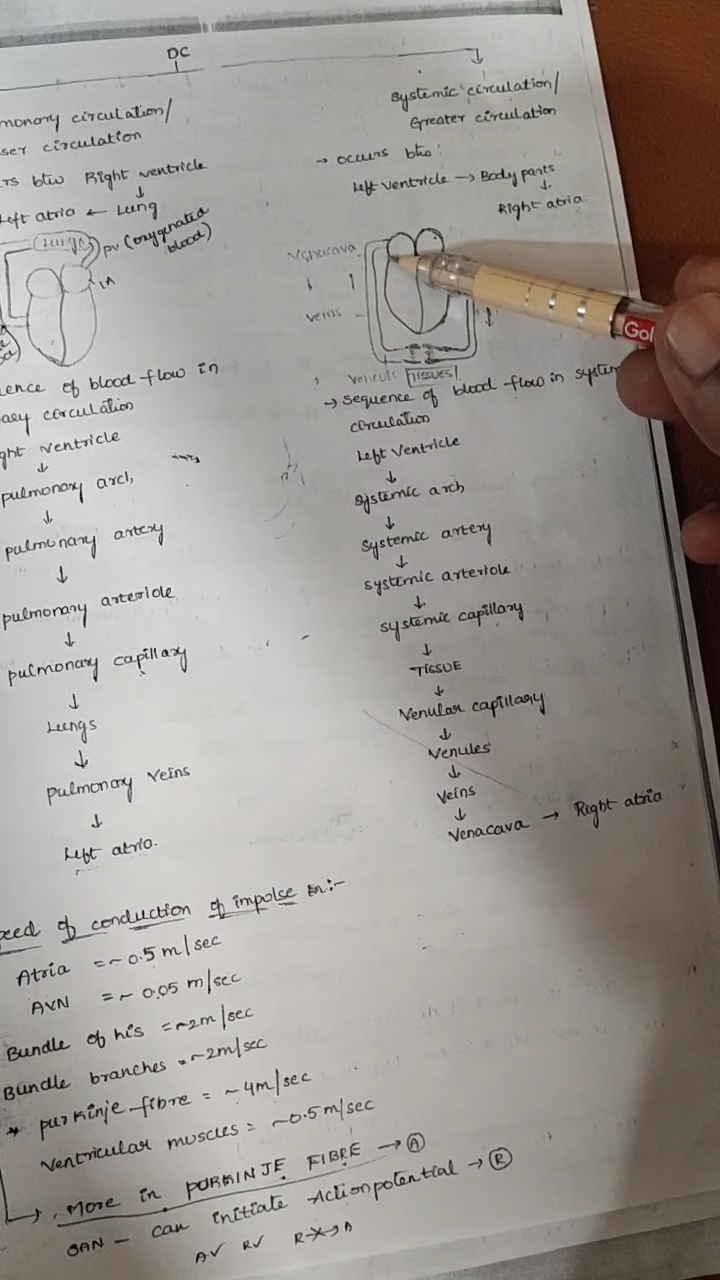 DC
monary circulation/
ser circulation
rs btw Right ventricle
↓
Left atria ← Lung
Lungs
PV (oxygenated
blood)
LA
ence of blood-flow in
circulation
ght ventricle
↓
pulmonary arch
↓
pulmonary artery
↓
pulmonary arteriole
↓
pulmonary capillary
↓
Lungs
↓
pulmonary veins
↓
Left atria.
systemic circulation/
Greater circulation
→ occurs btw:
Left ventricle → Body parts
↓
Right atria
Venacava
veins
Tissues
→ sequence of blood-flow in system
circulation
Left ventricle
↓
systemic arch
↓
systemic artery
↓
systemic arteriole
↓
systemic capillary
↓
TISSUE
↓
Venular capillary
↓
Venules
↓
Veins
↓
Venacava → Right atria
eed of conduction of impolse in:-
Atria = ~ 0.5 m/sec
AVN = ~ 0.05 m/sec
Bundle of his = ~2m/sec
Bundle branches = ~2m/sec
* purkinje fibre = ~4m/sec
Ventricular muscles = ~0.5m/sec
→ More in PURKINJE FIBRE → A
SAN - can initiate Action potential → R
AV RV R-X→A
Gol